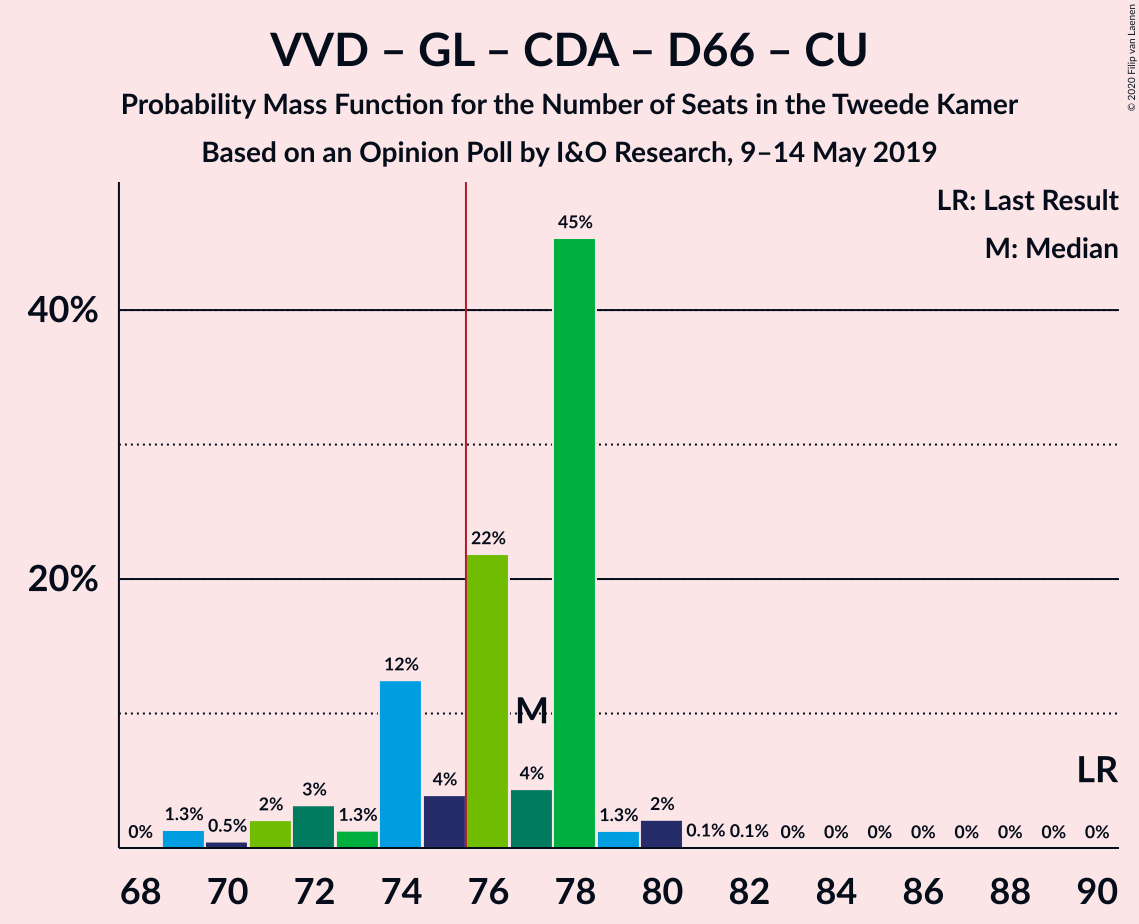 VVD – GL – CDA – D66 – CU
Probability Mass Function for the Number of Seats in the Tweede Kamer
Based on an Opinion Poll by I&O Research, 9–14 May 2019
© 2020 Filip van Laenen
LR: Last Result
M: Median
45%
40%
22%
20%
12%
M
LR
0% 1.3% 0.5% 2% 3% 1.3% 4% 4% 1.3% 2% 0.1% 0.1% 0% 0% 0% 0% 0% 0% 0% 0%
68 70 72 74 76 78 80 82 84 86 88 90